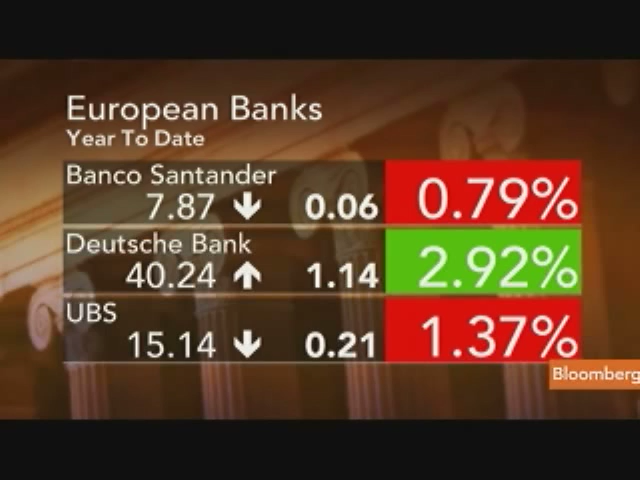 European Banks
Year To Date
Banco Santander
7.87 ↓ 0.06 0.79%
Deutsche Bank
40.24 ↑ 1.14 2.92%
UBS
15.14 ↓ 0.21 1.37%
Bloomberg